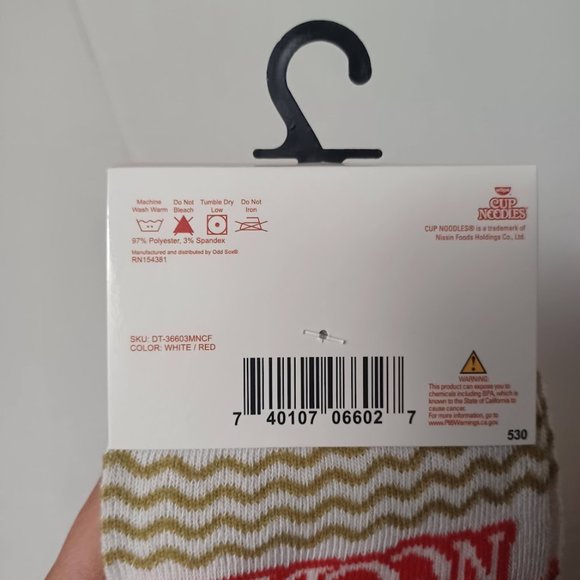 Machine
Wash Warm
Do Not
Bleach
Tumble Dry
Low
Do Not
Iron
97% Polyester, 3% Spandex
Manufactured and distributed by Odd Sox®
RN154381
CUP
NOODLES
CUP NOODLES® is a trademark of
Nissin Foods Holdings Co., Ltd.
SKU: DT-36603MNCF
COLOR: WHITE / RED
7 40107 06602 7
WARNING:
This product can expose you to
chemicals including BPA, which is
known to the State of California to
cause cancer.
For more information, go to
www.P65Warnings.ca.gov
530